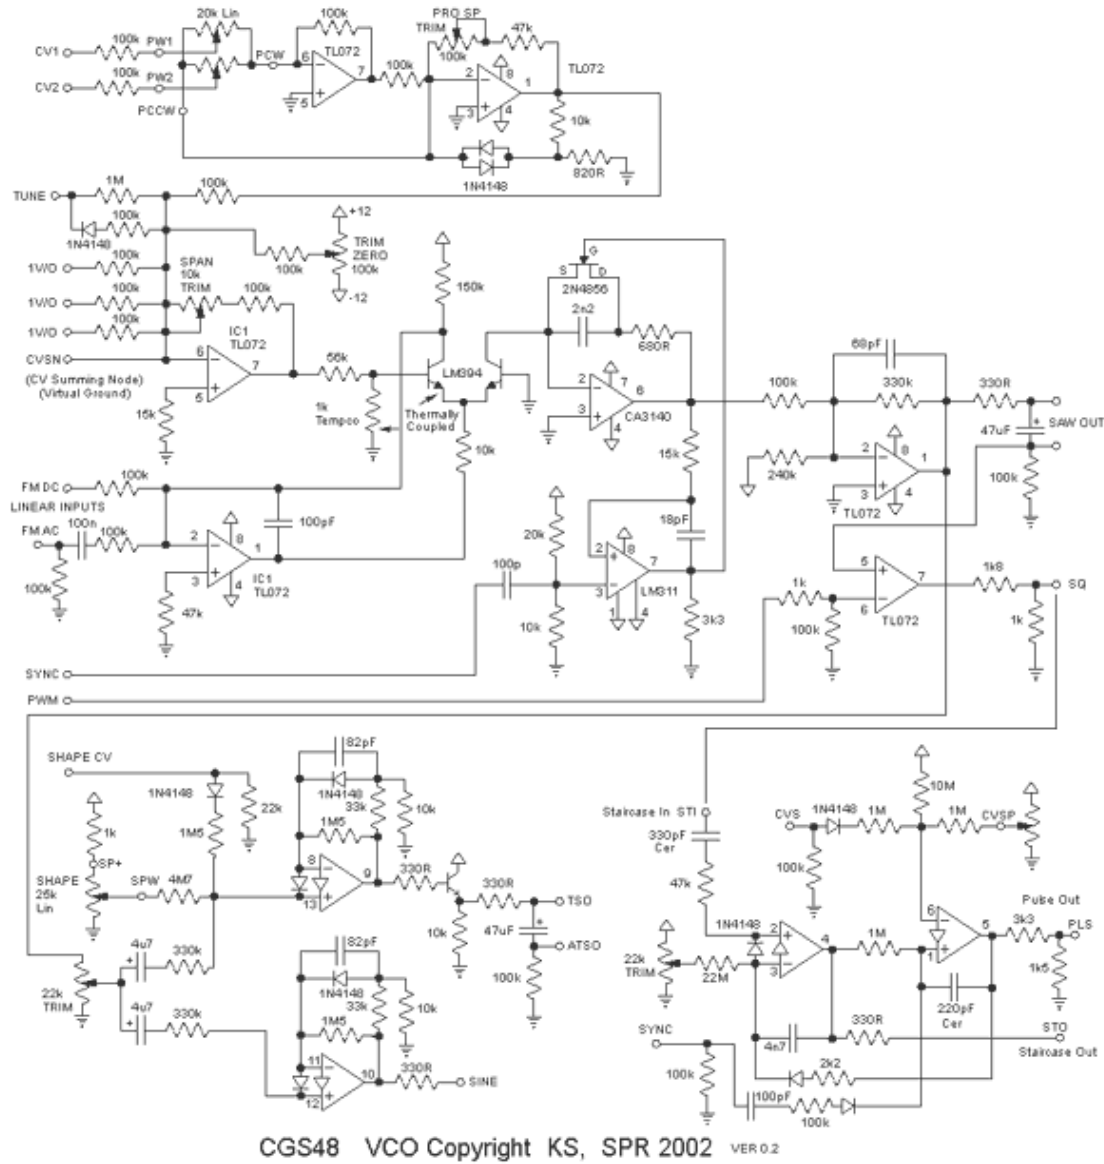 20k Lin
100k
PRO SP
TRIM
47k
CV1
100k
PW1
PCW
6
TL072
7
100k
100k
2
8
1
TL072
CV2
100k
PW2
5
3
4
PCCW
10k
1N4148
820R
TUNE
1M
100k
1N4148
100k
+12
TRIM
ZERO
100k
-12
100k
1V/O
100k
SPAN
10k
TRIM
100k
1V/O
100k
1V/O
100k
150k
G
S
D
2N4856
2n2
680R
68pF
CVSN
(CV Summing Node)
(Virtual Ground)
IC1
TL072
6
7
5
15k
56k
LM394
1k
Tempco
Thermally
Coupled
10k
2
7
6
3
4
CA3140
100k
330k
330R
47uF
+
SAW OUT
15k
240k
2
8
1
3
4
TL072
100k
FM DC
100k
LINEAR INPUTS
100n
FM AC
100k
100k
100pF
2
8
1
3
4
IC1
TL072
47k
20k
18pF
100p
2
8
7
3
1
4
LM311
10k
3k3
5
7
6
TL072
1k
100k
1k8
SQ
1k
SYNC
PWM
SHAPE CV
1N4148
22k
1M5
1k
SP+
SHAPE
25k
Lin
SPW
4M7
82pF
1N4148
33k
10k
1M5
8
9
13
330R
330R
TSO
10k
47uF
+
ATSO
100k
4u7
+
330k
22k
TRIM
4u7
+
330k
82pF
1N4148
33k
10k
1M5
11
10
12
330R
SINE
Staircase In STI
330pF
Cer
47k
10M
CVS
1N4148
1M
1M
CVSP
100k
1N4148
2
4
3
22k
TRIM
22M
1M
6
5
1
Pulse Out
3k3
PLS
1k5
220pF
Cer
SYNC
100k
4n7
330R
STO
Staircase Out
2k2
100pF
100k
CGS48 VCO Copyright KS, SPR 2002 VER 0.2